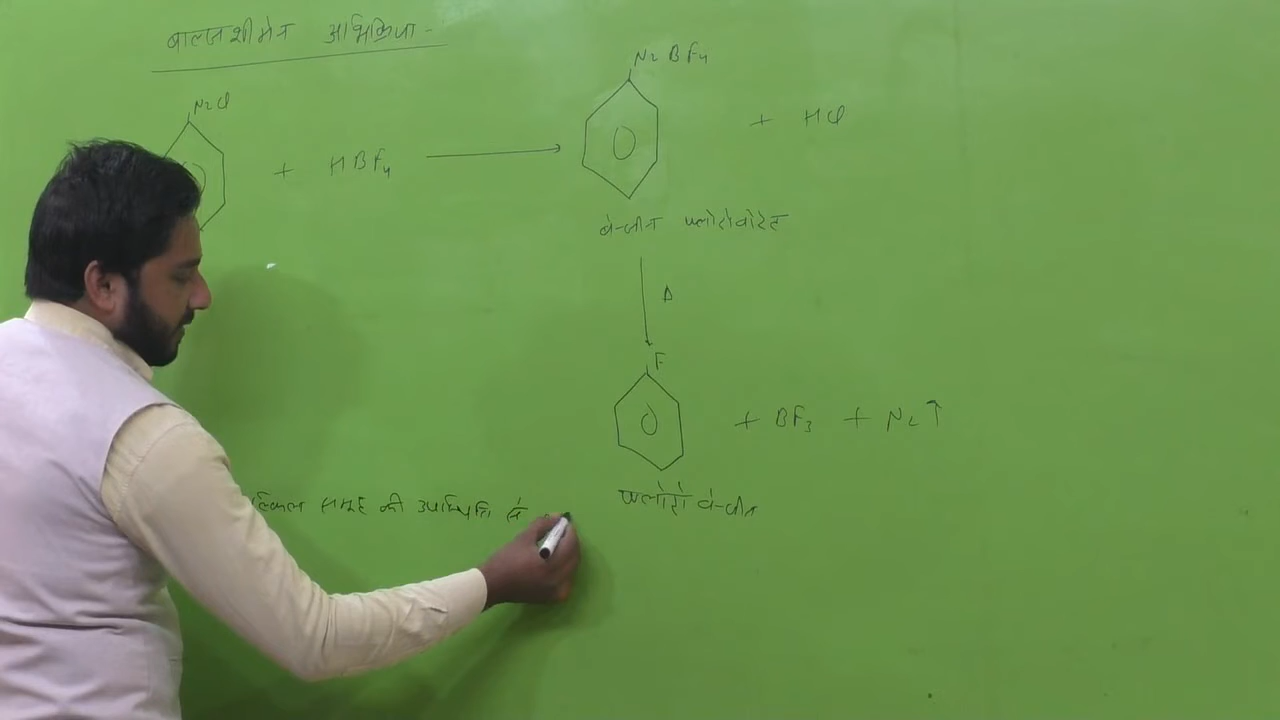 बालजशीमेन अभिक्रिया -
N2Cl
+ HBF4
N2BF4
+ HCl
बेन्जीन फ्लोरोबोरेट
Δ
F
+ BF3 + N2↑
फ्लोरो बेन्जीन
समूह की उपस्थिति में